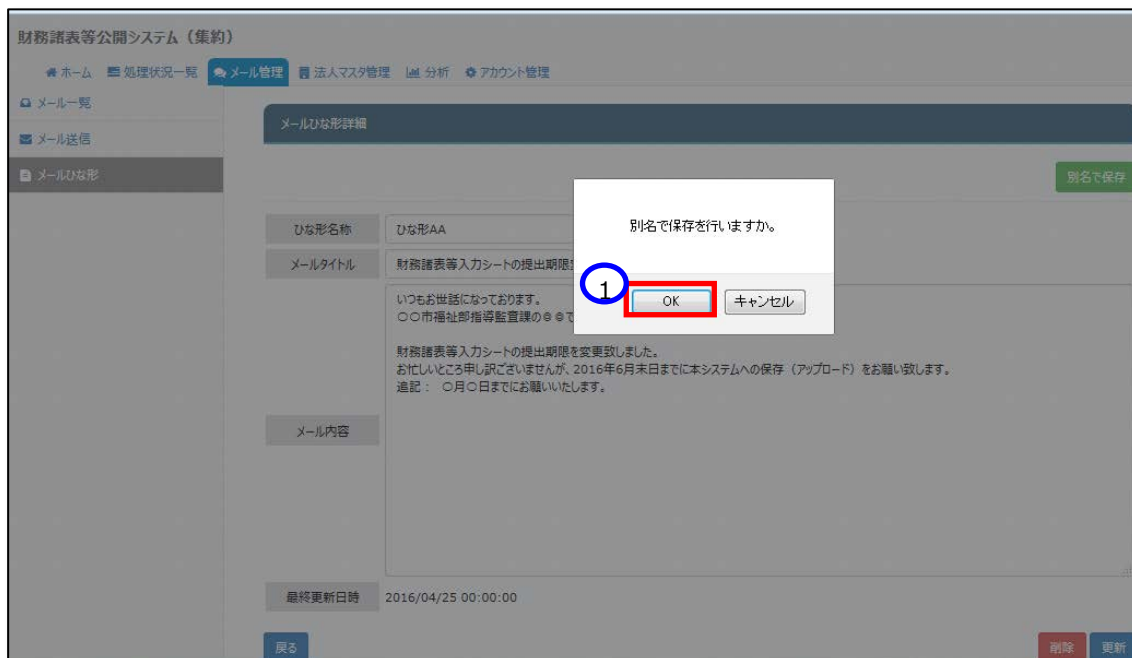 財務諸表等公開システム（集約）
ホーム 処理状況一覧 メール管理 法人マスタ管理 分析 アカウント管理
メール一覧
メール送信
メールひな形
メールひな形詳細
別名で保存
別名で保存を行いますか。
1 OK キャンセル
ひな形名称 ひな形AA
メールタイトル 財務諸表等入力シートの提出期限
いつもお世話になっております。
〇〇市福祉部指導監査課の◎◎で
財務諸表等入力シートの提出期限を変更致しました。
お忙しいところ申し訳ございませんが、2016年6月末日までに本システムへの保存（アップロード）をお願い致します。
追記： 〇月〇日までにお願いいたします。
メール内容
最終更新日時 2016/04/25 00:00:00
戻る 削除 更新